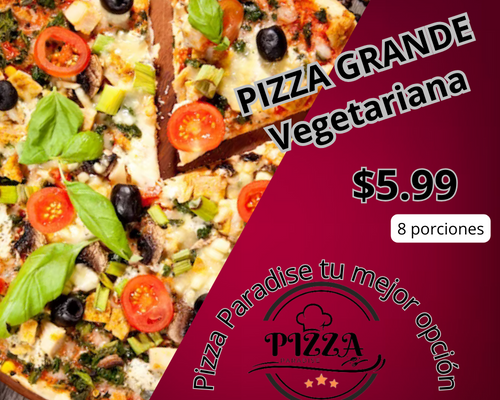 PIZZA GRANDE
Vegetariana
$5.99
8 porciones
Pizza Paradise tu mejor opción
PIZZA